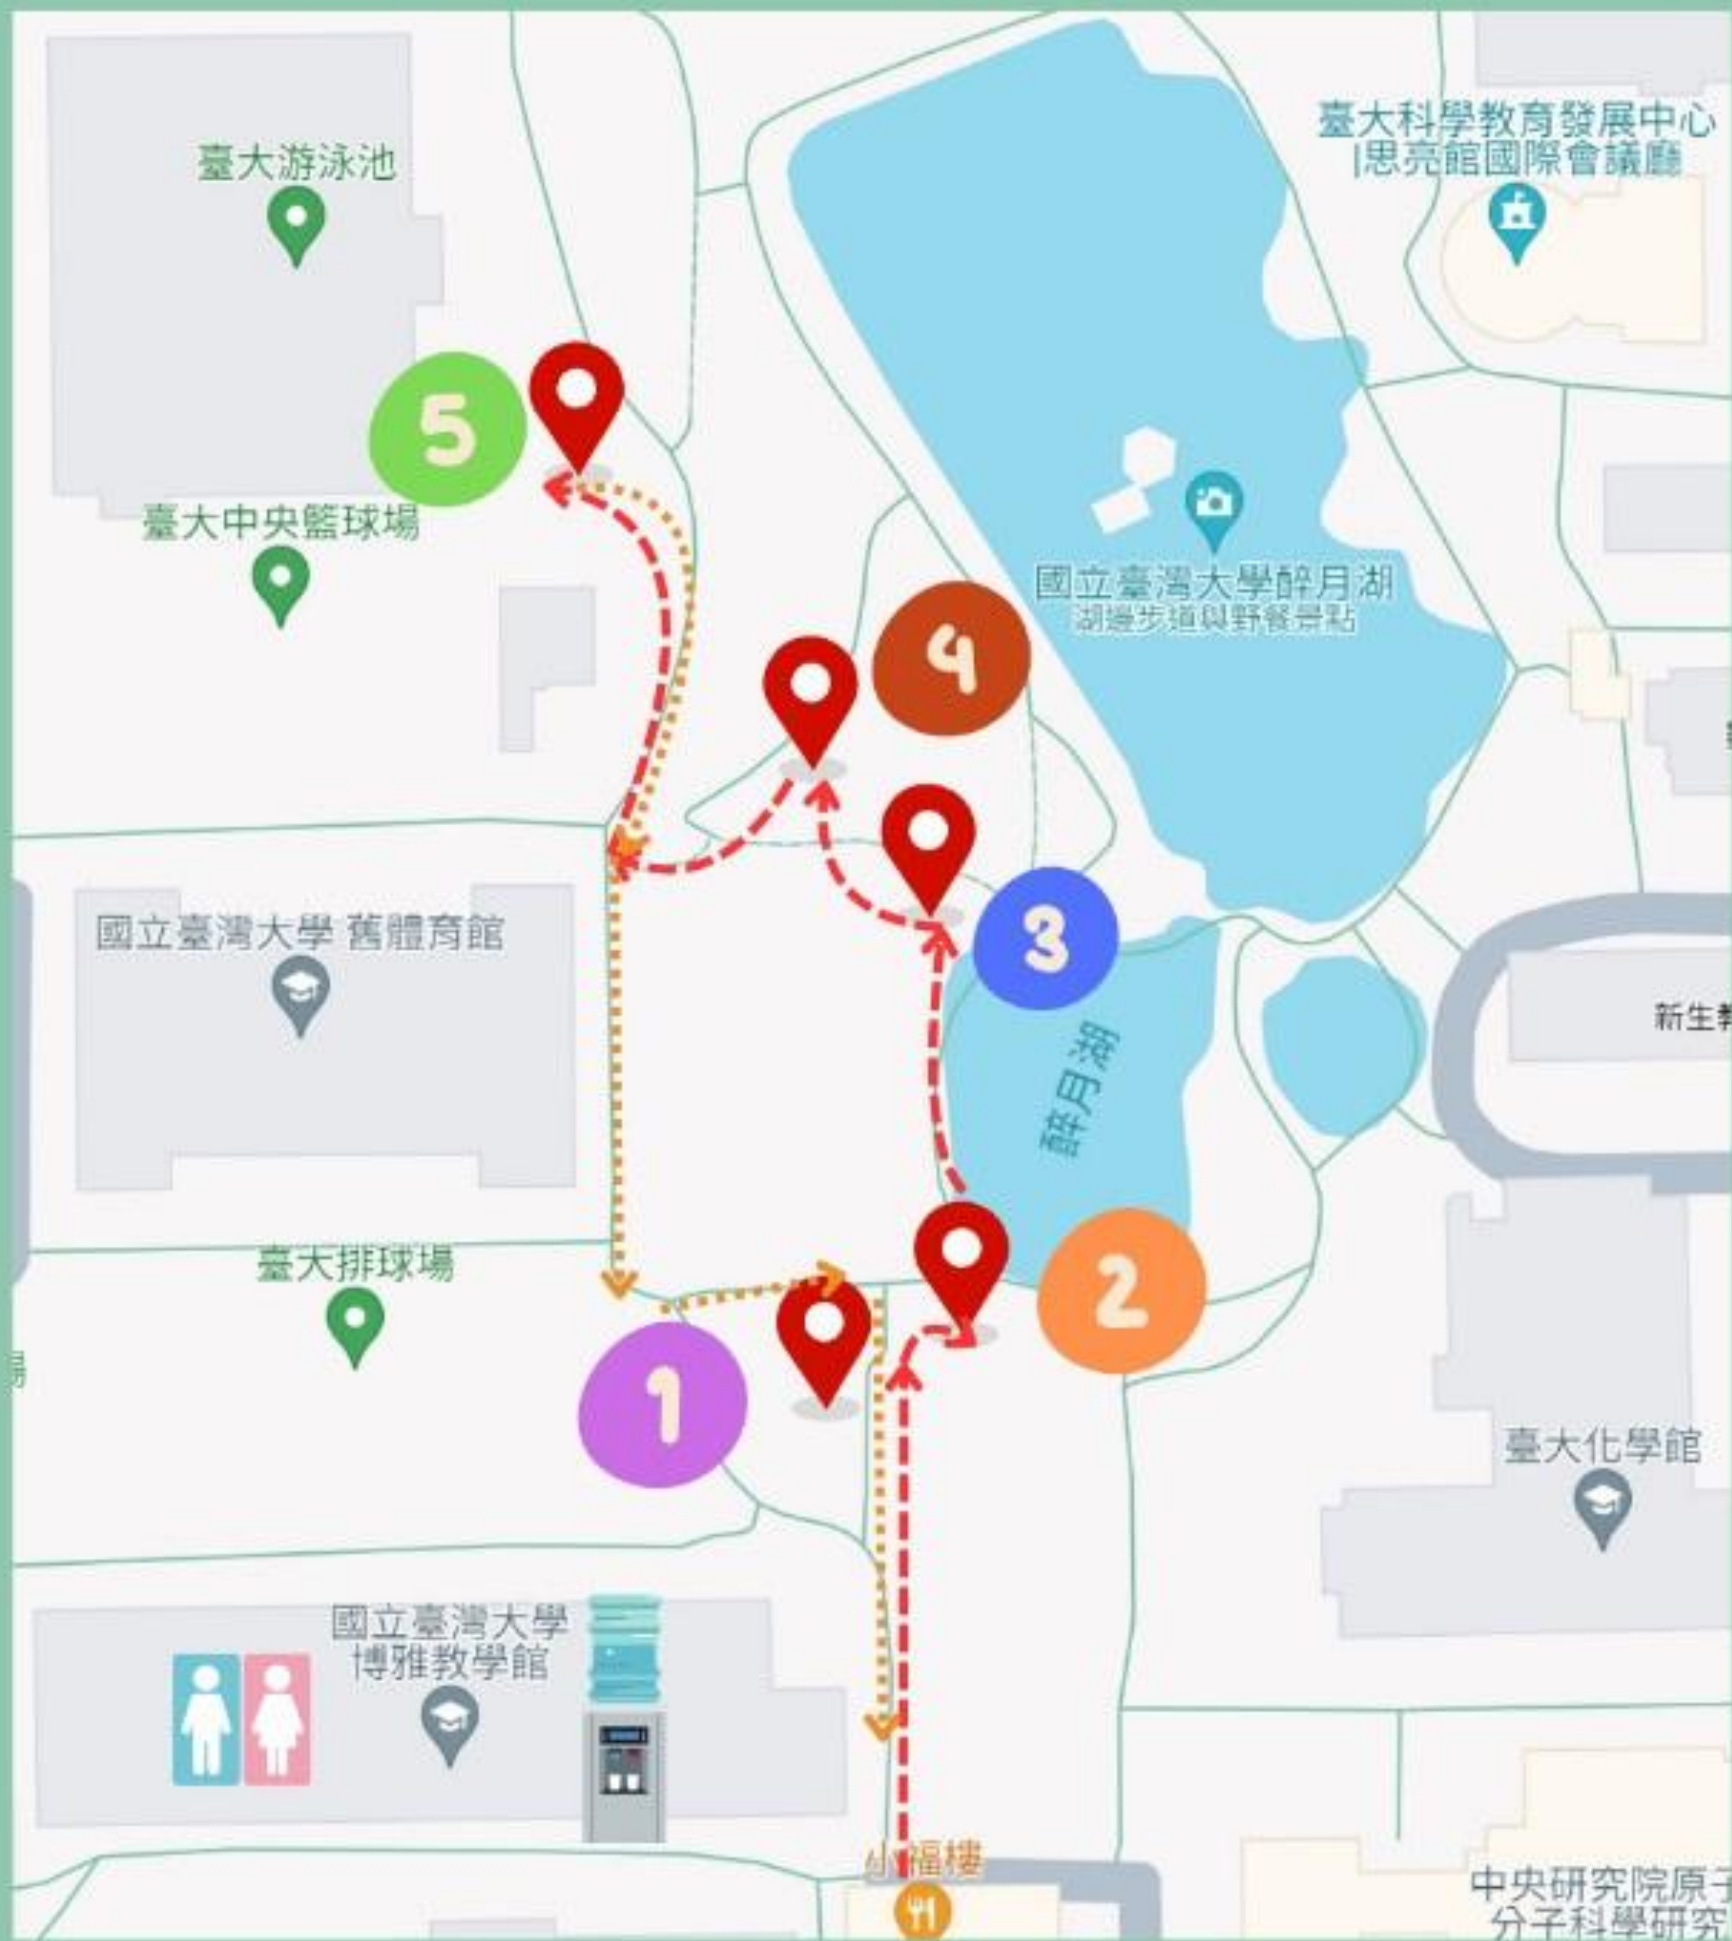 臺大科學教育發展中心
|思亮館國際會議廳
臺大游泳池
5
臺大中央籃球場
國立臺灣大學醉月湖
湖邊步道與野餐景點
4
3
國立臺灣大學 舊體育館
新生教
醉月湖
臺大排球場
2
1
場
臺大化學館
國立臺灣大學
博雅教學館
小福樓
中央研究院原子
分子科學研究